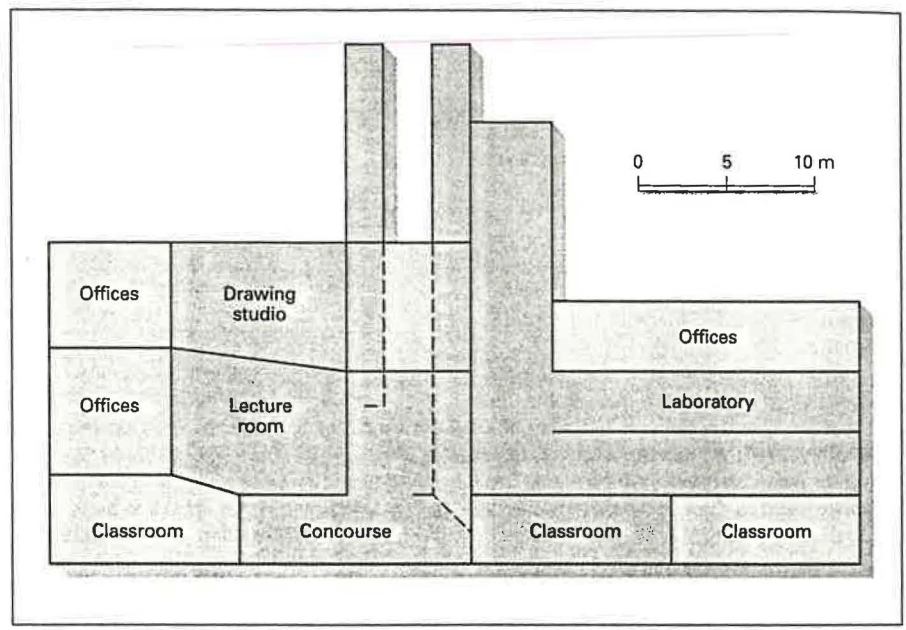 0 5 10 m
Offices
Drawing
studio
Offices
Offices
Lecture
room
Laboratory
Classroom
Concourse
Classroom
Classroom